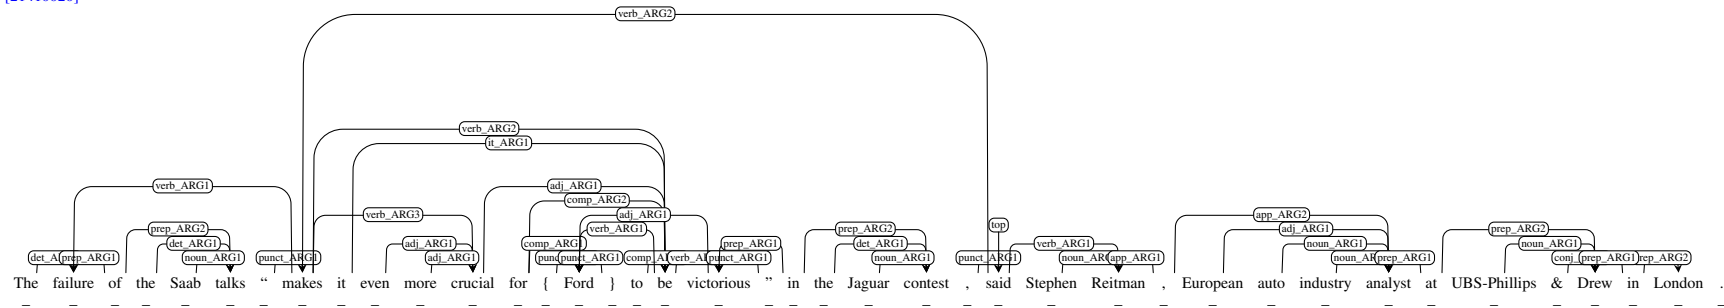 verb_ARG2
verb_ARG2
it_ARG1
verb_ARG1 adj_ARG1
comp_ARG2
verb_ARG3 adj_ARG1 app_ARG2
top
prep_ARG2 verb_ARG1 prep_ARG2 adj_ARG1 prep_ARG2
det_ARG1 adj_ARG1 comp_ARG1 prep_ARG1 det_ARG1 verb_ARG1 noun_ARG1 noun_ARG1
prep_ARG1 noun_ARG1 punct_ARG1 adj_ARG1 punct_ARG1 punct_ARG1 noun_ARG1 punct_ARG1 app_ARG1 prep_ARG1 prep_ARG1
The failure of the Saab talks “ makes it even more crucial for { Ford } to be victorious ” in the Jaguar contest , said Stephen Reitman , European auto industry analyst at UBS-Phillips & Drew in London .